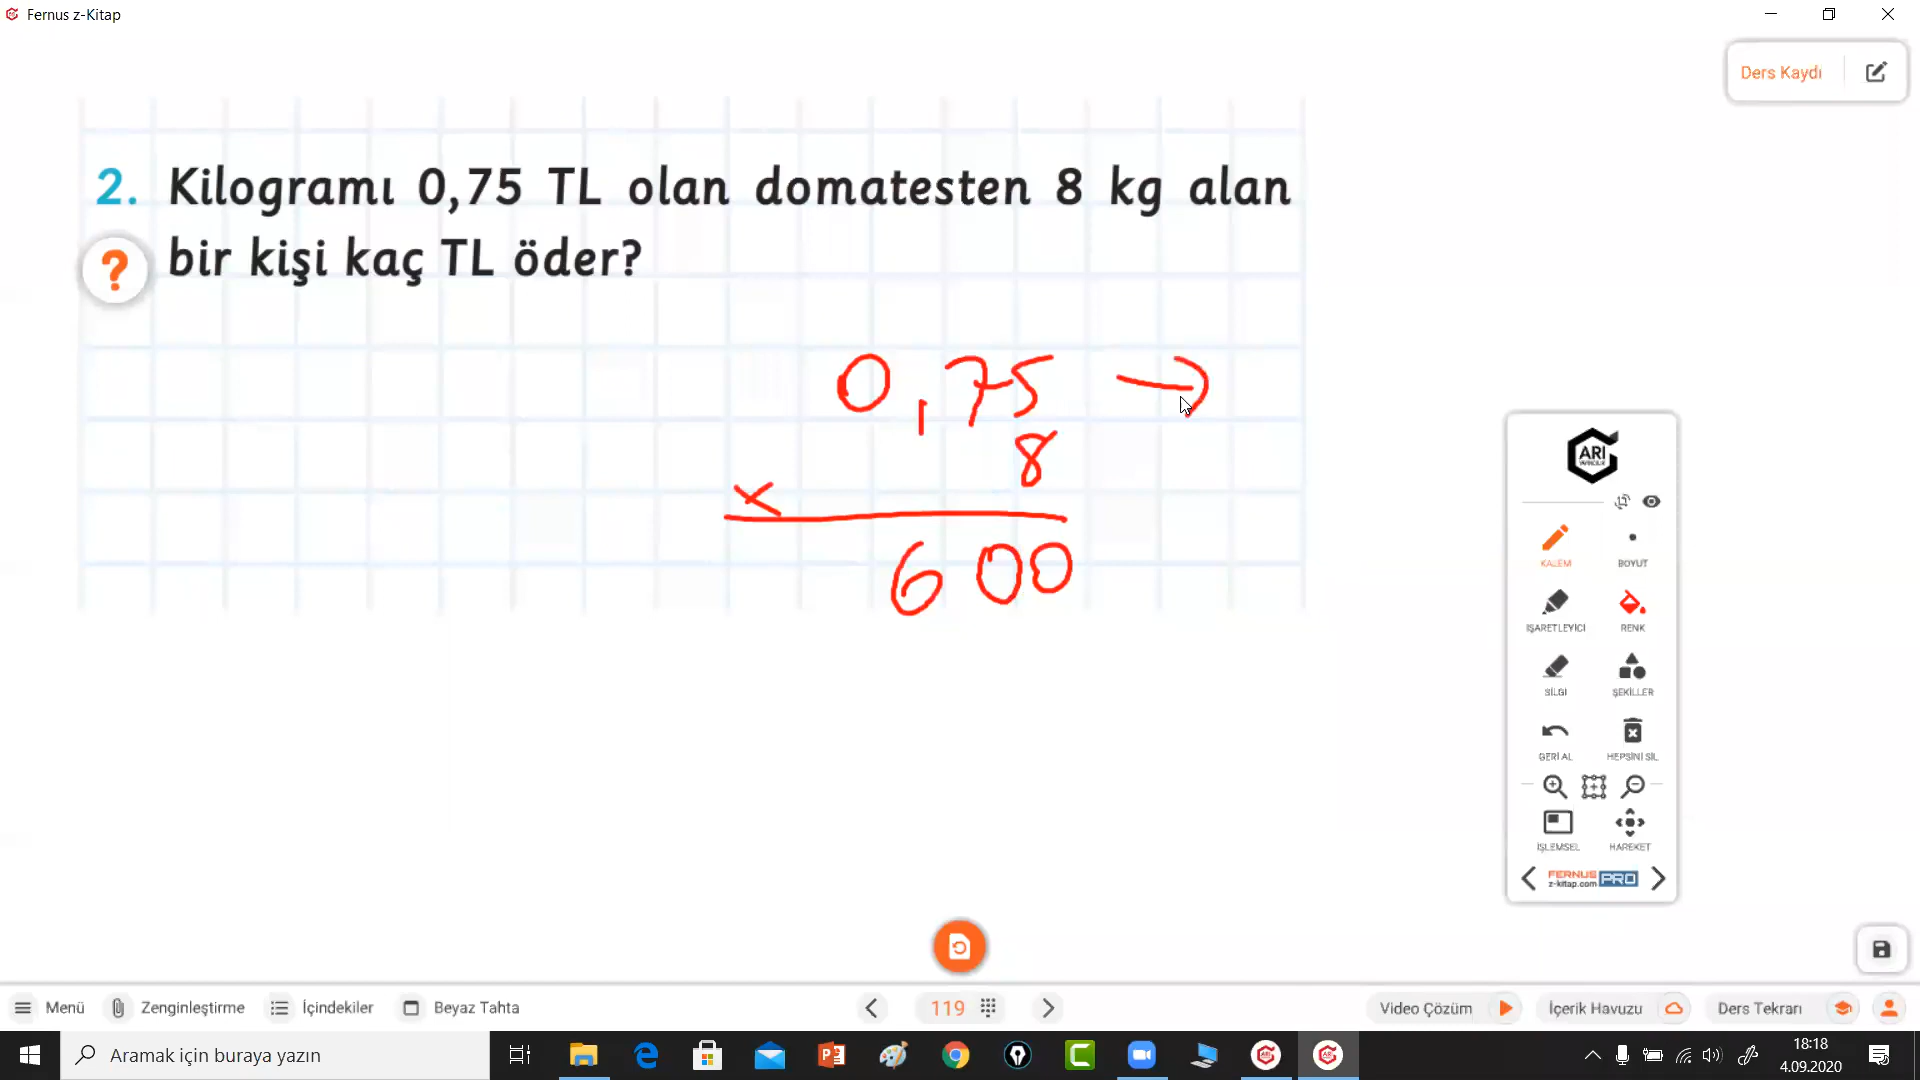 Fernus z-Kitap
Ders Kaydı
2. Kilogramı 0,75 TL olan domatesten 8 kg alan
bir kişi kaç TL öder?
?
0,75 →
8
x
600
ARI
YAYINCILIK
KALEM
BOYUT
İŞARETLEYİCİ
RENK
SİLGİ
ŞEKİLLER
GERİ AL
HEPSİNİ SİL
İŞLEMSEL
HAREKET
FERNUS
z-kitap.com PRO
Menü
Zenginleştirme
İçindekiler
Beyaz Tahta
119
Video Çözüm
İçerik Havuzu
Ders Tekrarı
Aramak için buraya yazın
18:18
4.09.2020